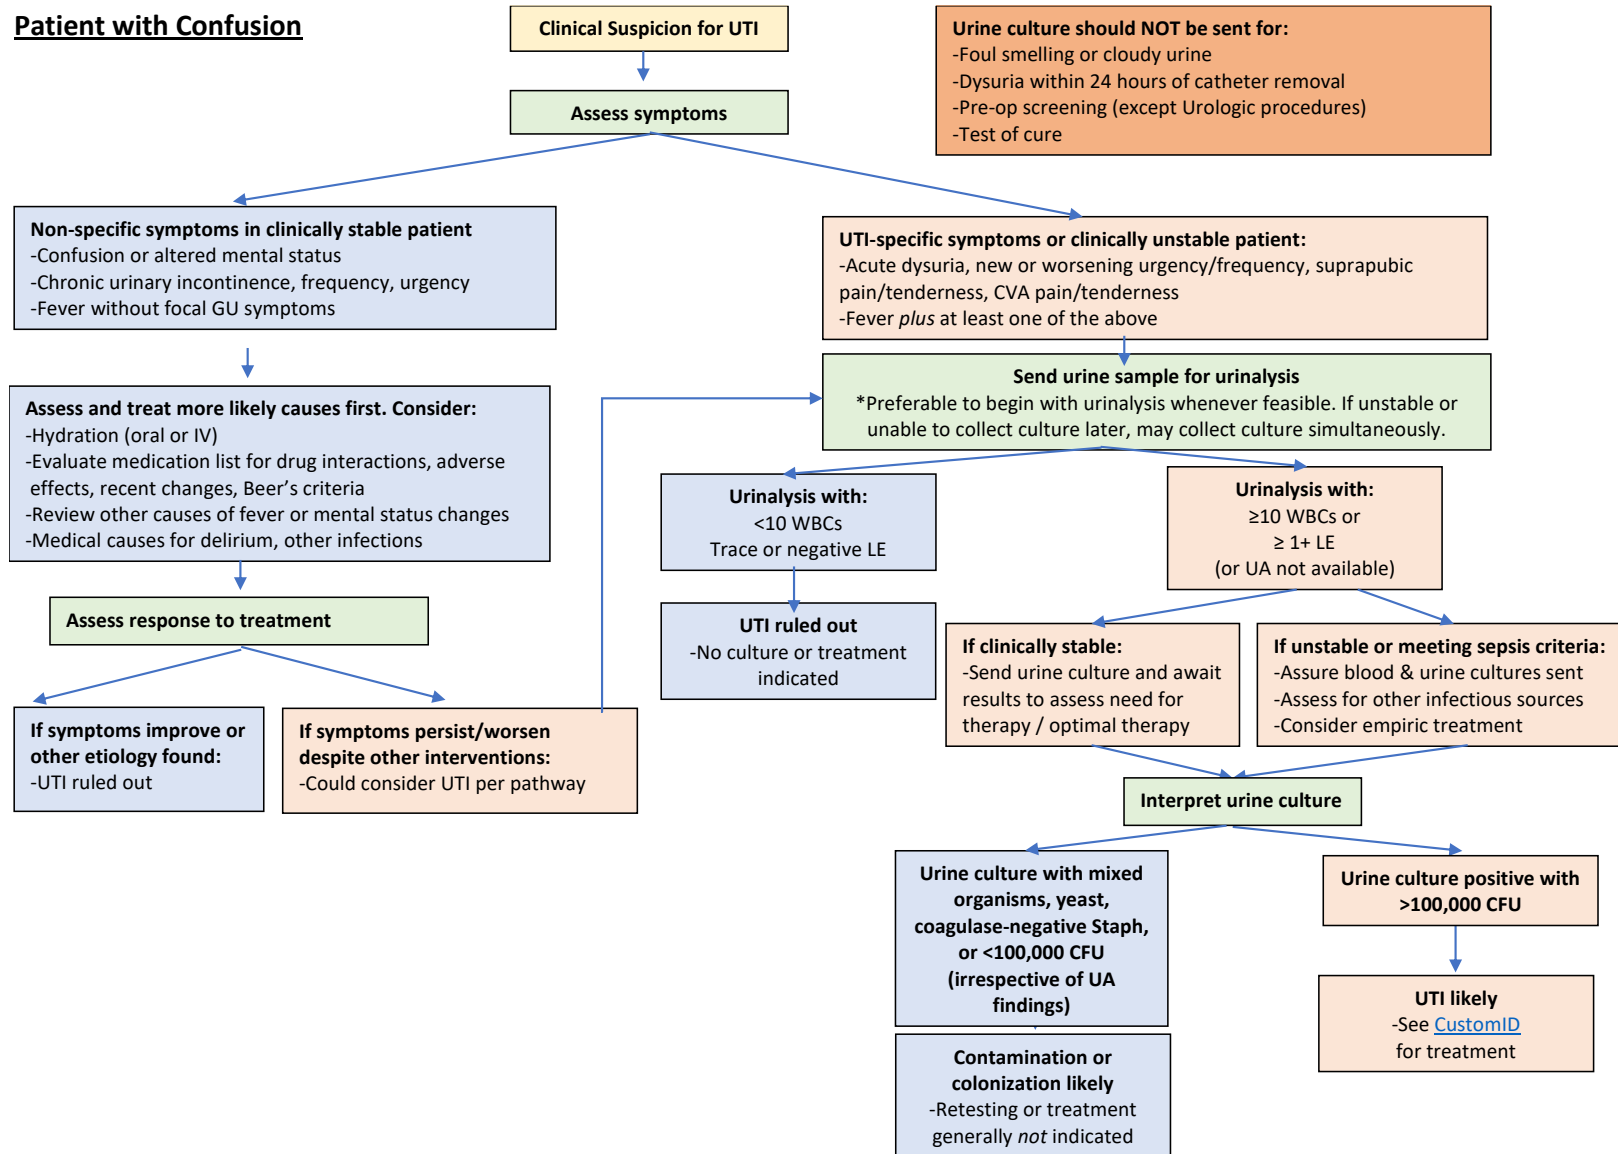 Patient with Confusion
Clinical Suspicion for UTI
Urine culture should NOT be sent for:
-Foul smelling or cloudy urine
-Dysuria within 24 hours of catheter removal
-Pre-op screening (except Urologic procedures)
-Test of cure
Assess symptoms
Non-specific symptoms in clinically stable patient
-Confusion or altered mental status
-Chronic urinary incontinence, frequency, urgency
-Fever without focal GU symptoms
UTI-specific symptoms or clinically unstable patient:
-Acute dysuria, new or worsening urgency/frequency, suprapubic
pain/tenderness, CVA pain/tenderness
-Fever plus at least one of the above
Assess and treat more likely causes first. Consider:
-Hydration (oral or IV)
-Evaluate medication list for drug interactions, adverse
effects, recent changes, Beer’s criteria
-Review other causes of fever or mental status changes
-Medical causes for delirium, other infections
Send urine sample for urinalysis
*Preferable to begin with urinalysis whenever feasible. If unstable or
unable to collect culture later, may collect culture simultaneously.
Urinalysis with:
<10 WBCs
Trace or negative LE
Urinalysis with:
≥10 WBCs or
≥ 1+ LE
(or UA not available)
Assess response to treatment
UTI ruled out
-No culture or treatment
indicated
If clinically stable:
-Send urine culture and await
results to assess need for
therapy / optimal therapy
If unstable or meeting sepsis criteria:
-Assure blood & urine cultures sent
-Assess for other infectious sources
-Consider empiric treatment
If symptoms improve or
other etiology found:
-UTI ruled out
If symptoms persist/worsen
despite other interventions:
-Could consider UTI per pathway
Interpret urine culture
Urine culture with mixed
organisms, yeast,
coagulase-negative Staph,
or <100,000 CFU
(irrespective of UA
findings)
Urine culture positive with
>100,000 CFU
Contamination or
colonization likely
-Retesting or treatment
generally not indicated
UTI likely
-See CustomID
for treatment